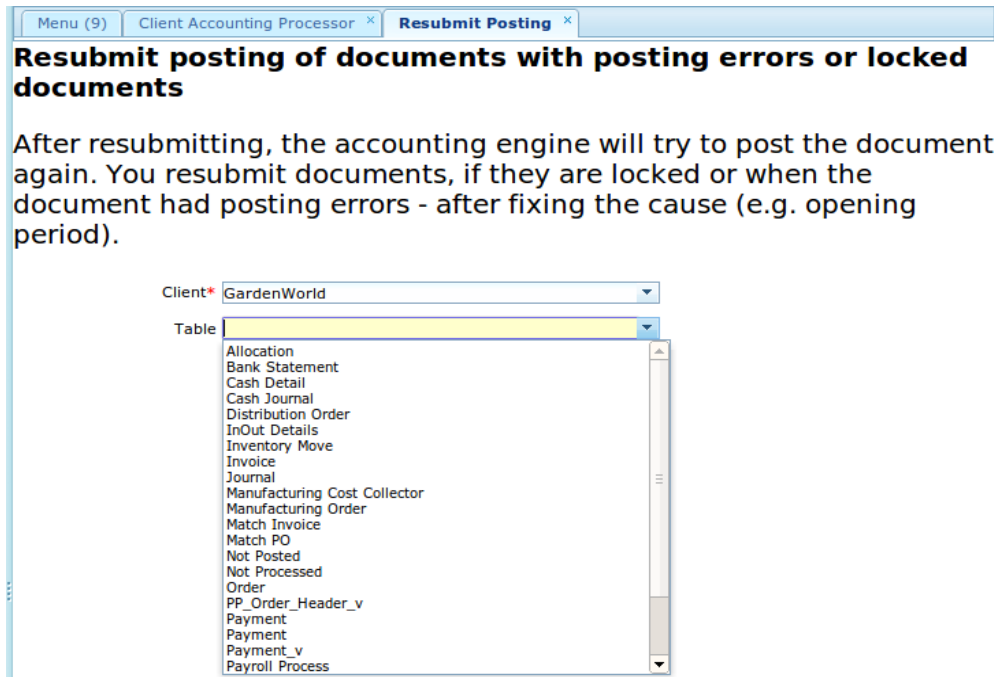 Menu (9) Client Accounting Processor × Resubmit Posting ×
Resubmit posting of documents with posting errors or locked
documents
After resubmitting, the accounting engine will try to post the document
again. You resubmit documents, if they are locked or when the
document had posting errors - after fixing the cause (e.g. opening
period).
Client* GardenWorld
Table
Allocation
Bank Statement
Cash Detail
Cash Journal
Distribution Order
InOut Details
Inventory Move
Invoice
Journal
Manufacturing Cost Collector
Manufacturing Order
Match Invoice
Match PO
Not Posted
Not Processed
Order
PP_Order_Header_v
Payment
Payment
Payment_v
Payroll Process